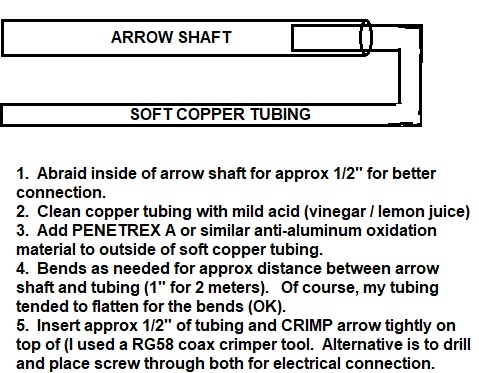 ARROW SHAFT
SOFT COPPER TUBING
1. Abraid inside of arrow shaft for approx 1/2" for better
connection.
2. Clean copper tubing with mild acid (vinegar / lemon juice)
3. Add PENETREX A or similar anti-aluminum oxidation
material to outside of soft copper tubing.
4. Bends as needed for approx distance between arrow
shaft and tubing (1" for 2 meters). Of course, my tubing
tended to flatten for the bends (OK).
5. Insert approx 1/2" of tubing and CRIMP arrow tightly on
top of (I used a RG58 coax crimper tool. Alternative is to drill
and place screw through both for electrical connection.